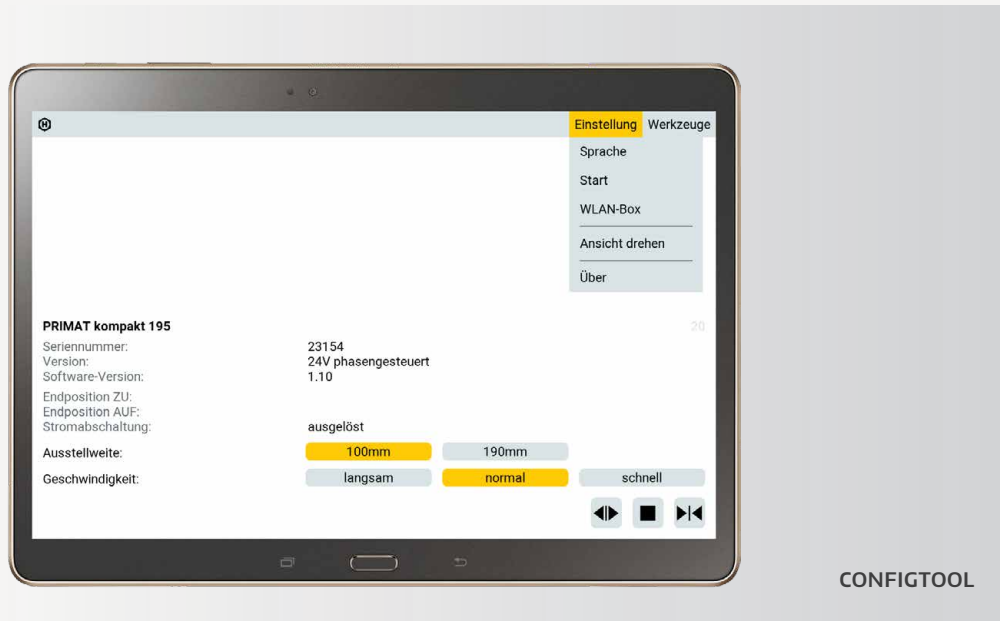 Einstellung Werkzeuge
Sprache
Start
WLAN-Box
Ansicht drehen
Über
PRIMAT kompakt 195 20
Seriennummer: 23154
Version: 24V phasengesteuert
Software-Version: 1.10
Endposition ZU:
Endposition AUF:
Stromabschaltung: ausgelöst
Ausstellweite: 100mm 190mm
Geschwindigkeit: langsam normal schnell
CONFIGTOOL